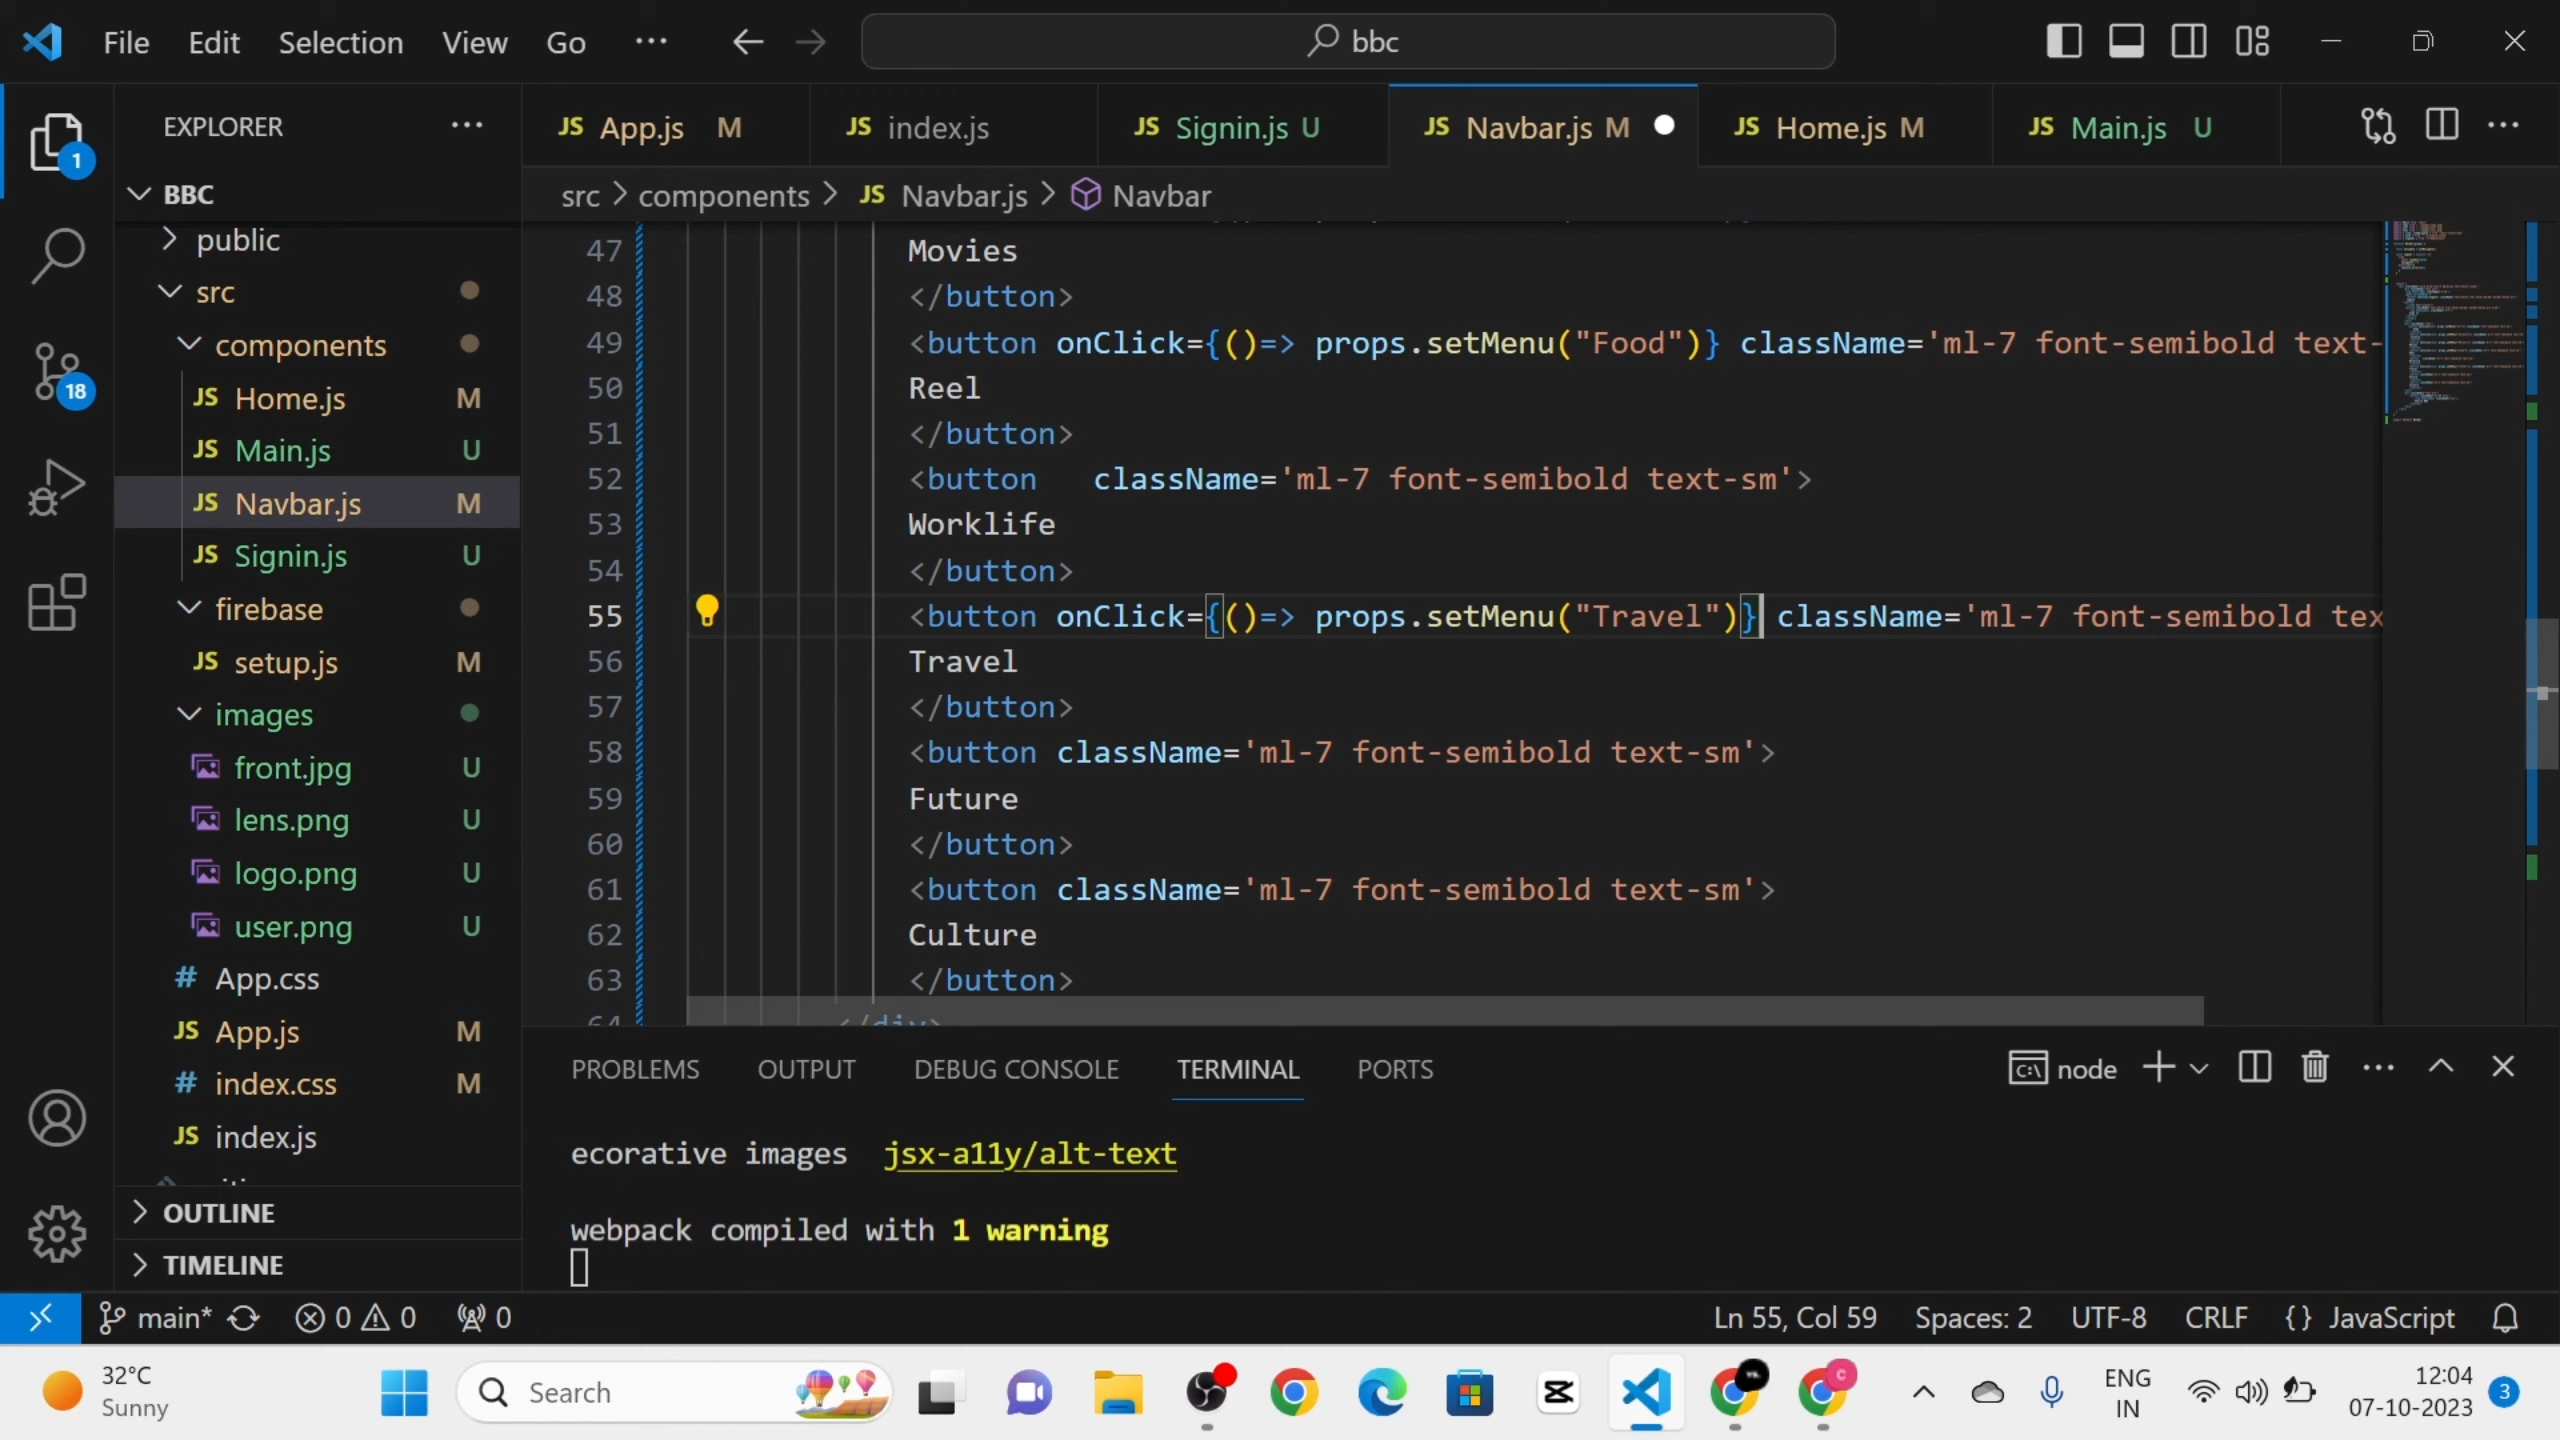 File Edit Selection View Go ··· bbc
EXPLORER ···
JS App.js M JS index.js JS Signin.js U JS Navbar.js M JS Home.js M JS Main.js U
BBC
src > components > JS Navbar.js > Navbar
public
src
components
JS Home.js M
JS Main.js U
JS Navbar.js M
JS Signin.js U
firebase
JS setup.js M
images
front.jpg U
lens.png U
logo.png U
user.png U
# App.css
JS App.js M
# index.css M
JS index.js
OUTLINE
TIMELINE
1
18
47 Movies
48 </button>
49 <button onClick={()=> props.setMenu("Food")} className='ml-7 font-semibold text-
50 Reel
51 </button>
52 <button   className='ml-7 font-semibold text-sm'>
53 Worklife
54 </button>
55 <button onClick={()=> props.setMenu("Travel")} className='ml-7 font-semibold tex
56 Travel
57 </button>
58 <button className='ml-7 font-semibold text-sm'>
59 Future
60 </button>
61 <button className='ml-7 font-semibold text-sm'>
62 Culture
63 </button>
64 </div>
PROBLEMS OUTPUT DEBUG CONSOLE TERMINAL PORTS node
ecorative images  jsx-a11y/alt-text
webpack compiled with 1 warning
main* 0 0 0 Ln 55, Col 59 Spaces: 2 UTF-8 CRLF {} JavaScript
32°C
Sunny
Search
ENG
IN
12:04
07-10-2023
3